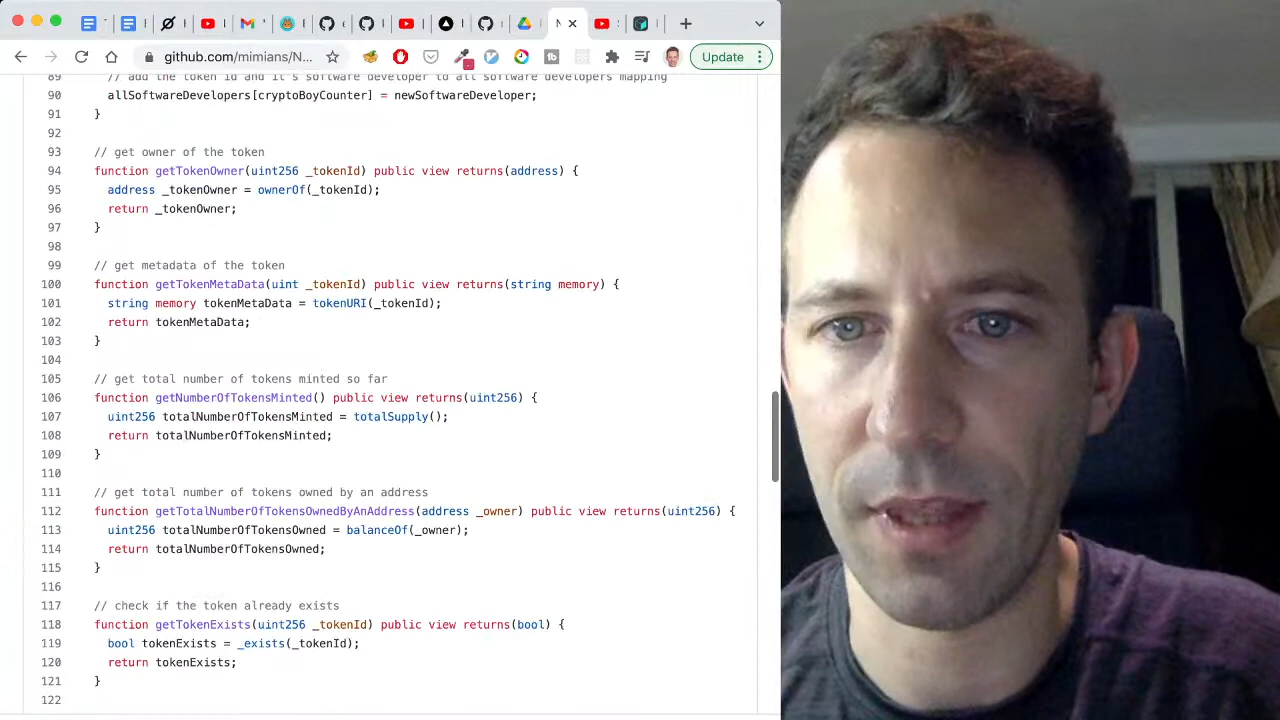 github.com/mimians/N...
Update
89 // add the token id and it's software developer to all software developers mapping
90 allSoftwareDevelopers[cryptoBoyCounter] = newSoftwareDeveloper;
91 }
92
93 // get owner of the token
94 function getTokenOwner(uint256 _tokenId) public view returns(address) {
95 address _tokenOwner = ownerOf(_tokenId);
96 return _tokenOwner;
97 }
98
99 // get metadata of the token
100 function getTokenMetaData(uint _tokenId) public view returns(string memory) {
101 string memory tokenMetaData = tokenURI(_tokenId);
102 return tokenMetaData;
103 }
104
105 // get total number of tokens minted so far
106 function getNumberOfTokensMinted() public view returns(uint256) {
107 uint256 totalNumberOfTokensMinted = totalSupply();
108 return totalNumberOfTokensMinted;
109 }
110
111 // get total number of tokens owned by an address
112 function getTotalNumberOfTokensOwnedByAnAddress(address _owner) public view returns(uint256) {
113 uint256 totalNumberOfTokensOwned = balanceOf(_owner);
114 return totalNumberOfTokensOwned;
115 }
116
117 // check if the token already exists
118 function getTokenExists(uint256 _tokenId) public view returns(bool) {
119 bool tokenExists = _exists(_tokenId);
120 return tokenExists;
121 }
122